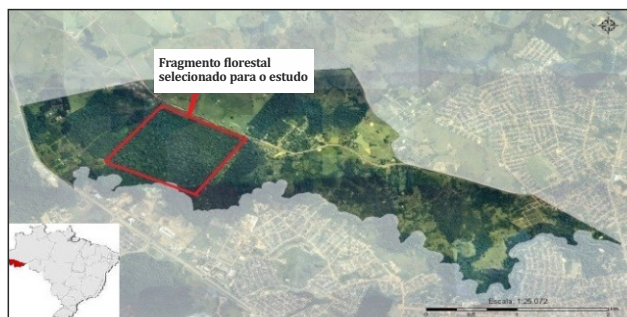 Fragmento florestal
selecionado para o estudo
Escala: 1:25.072